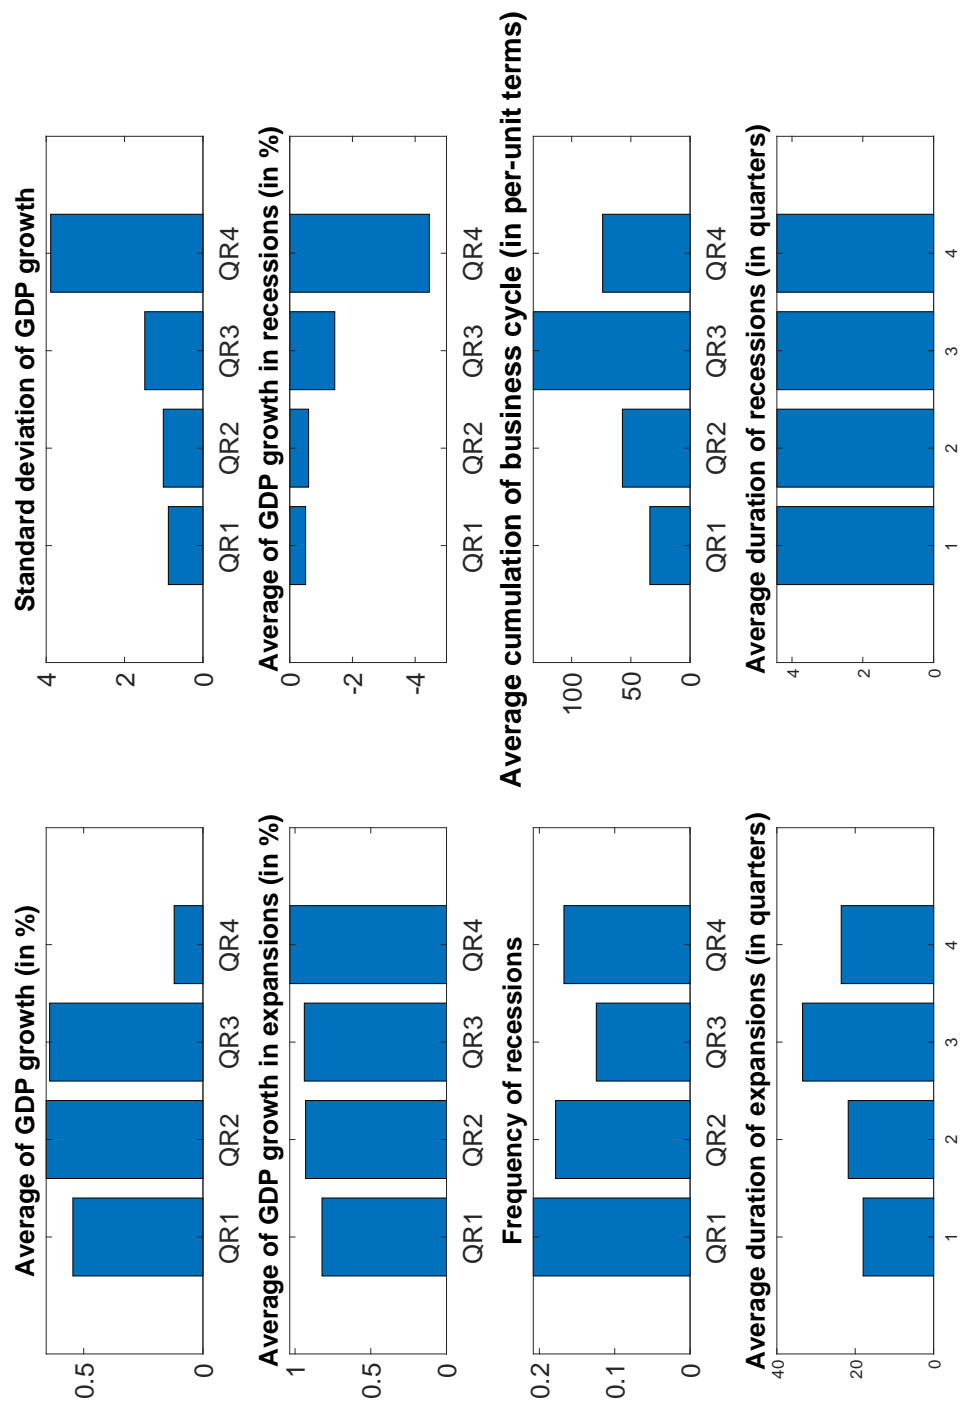 Average of GDP growth (in %)
0.5
0
QR1 QR2 QR3 QR4
Standard deviation of GDP growth
4
2
0
QR1 QR2 QR3 QR4
Average of GDP growth in expansions (in %)
1
0.5
0
QR1 QR2 QR3 QR4
Average of GDP growth in recessions (in %)
0
-2
-4
QR1 QR2 QR3 QR4
Frequency of recessions
0.2
0.1
0
QR1 QR2 QR3 QR4
Average cumulation of business cycle (in per-unit terms)
100
50
0
QR1 QR2 QR3 QR4
Average duration of expansions (in quarters)
40
20
0
1 2 3 4
Average duration of recessions (in quarters)
4
2
0
1 2 3 4